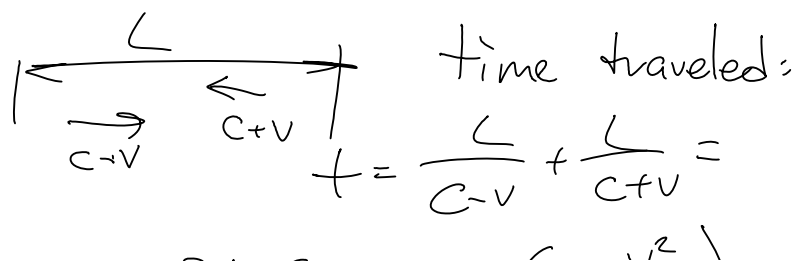 L
time traveled:
C-V
C+V
t = L/(C-V) + L/(C+V) =